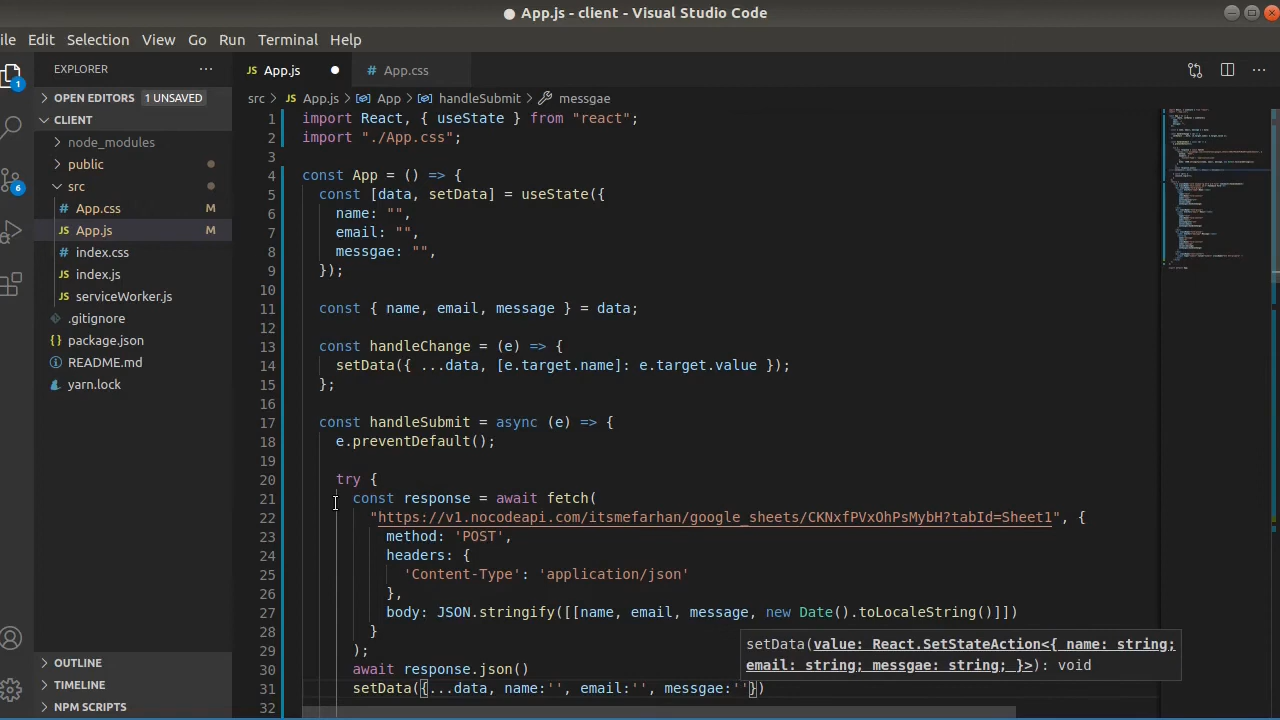 App.js - client - Visual Studio Code
ile Edit Selection View Go Run Terminal Help
EXPLORER
JS App.js
# App.css
OPEN EDITORS 1 UNSAVED
src > JS App.js > App > handleSubmit > messgae
CLIENT
node_modules
public
src
# App.css M
JS App.js M
# index.css
JS index.js
JS serviceWorker.js
.gitignore
{} package.json
README.md
yarn.lock
OUTLINE
TIMELINE
NPM SCRIPTS
1
6
1 import React, { useState } from "react";
2 import "./App.css";
3
4 const App = () => {
5 const [data, setData] = useState({
6 name: "",
7 email: "",
8 messgae: "",
9 });
10
11 const { name, email, message } = data;
12
13 const handleChange = (e) => {
14 setData({ ...data, [e.target.name]: e.target.value });
15 };
16
17 const handleSubmit = async (e) => {
18 e.preventDefault();
19
20 try {
21 const response = await fetch(
22 "https://v1.nocodeapi.com/itsmefarhan/google_sheets/CKNxfPVxOhPsMybH?tabId=Sheet1", {
23 method: 'POST',
24 headers: {
25 'Content-Type': 'application/json'
26 },
27 body: JSON.stringify([[name, email, message, new Date().toLocaleString()]])
28 }
29 );
30 await response.json()
31 setData({...data, name:'', email:'', messgae:''})
32
setData(value: React.SetStateAction<{ name: string;
email: string; messgae: string; }>): void